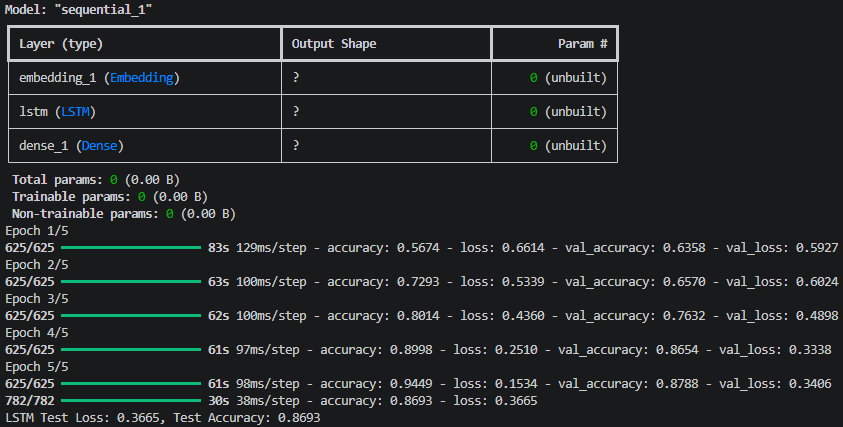 Model: "sequential_1"
Layer (type) Output Shape Param #
embedding_1 (Embedding) ? 0 (unbuilt)
lstm (LSTM) ? 0 (unbuilt)
dense_1 (Dense) ? 0 (unbuilt)
Total params: 0 (0.00 B)
Trainable params: 0 (0.00 B)
Non-trainable params: 0 (0.00 B)
Epoch 1/5
625/625 83s 129ms/step - accuracy: 0.5674 - loss: 0.6614 - val_accuracy: 0.6358 - val_loss: 0.5927
Epoch 2/5
625/625 63s 100ms/step - accuracy: 0.7293 - loss: 0.5339 - val_accuracy: 0.6570 - val_loss: 0.6024
Epoch 3/5
625/625 62s 100ms/step - accuracy: 0.8014 - loss: 0.4360 - val_accuracy: 0.7632 - val_loss: 0.4898
Epoch 4/5
625/625 61s 97ms/step - accuracy: 0.8998 - loss: 0.2510 - val_accuracy: 0.8654 - val_loss: 0.3338
Epoch 5/5
625/625 61s 98ms/step - accuracy: 0.9449 - loss: 0.1534 - val_accuracy: 0.8788 - val_loss: 0.3406
782/782 30s 38ms/step - accuracy: 0.8693 - loss: 0.3665
LSTM Test Loss: 0.3665, Test Accuracy: 0.8693